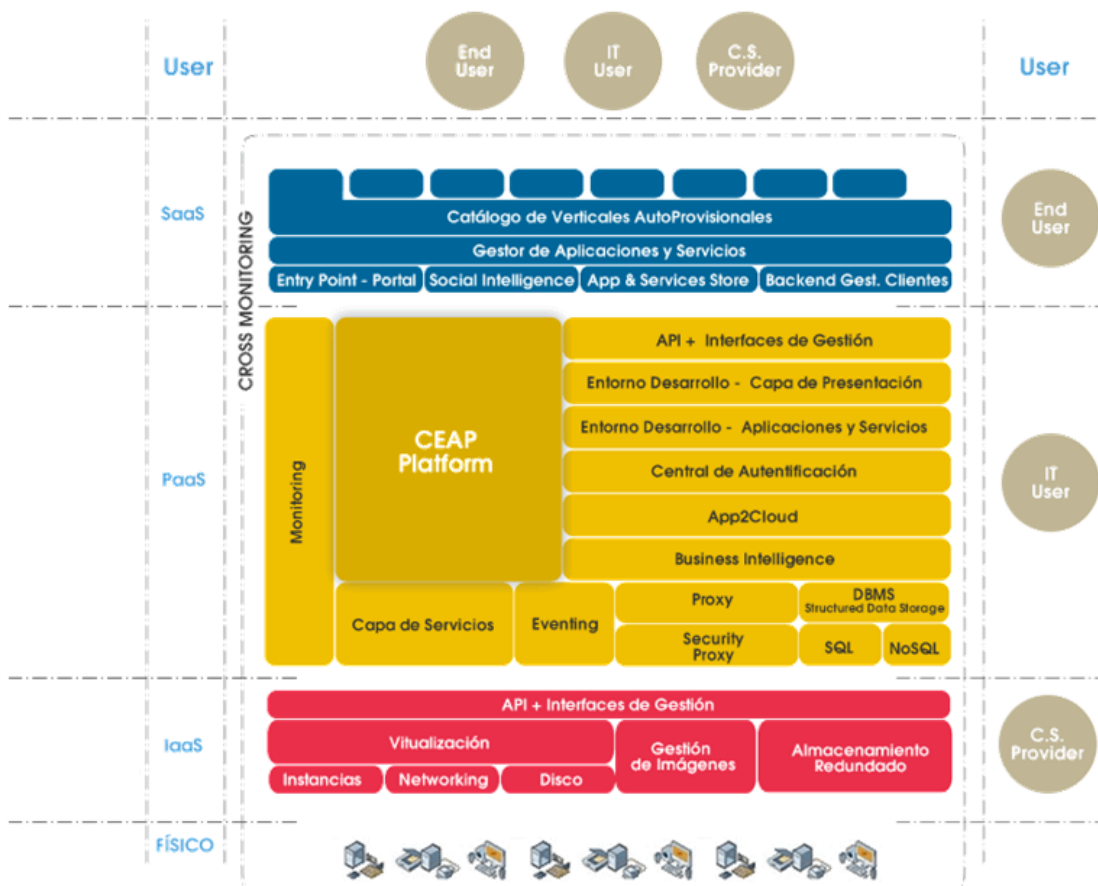 End
User
IT
User
C.S.
Provider
User
User
SaaS
CROSS MONITORING
Catálogo de Verticales AutoProvisionales
Gestor de Aplicaciones y Servicios
Entry Point - Portal
Social Intelligence
App & Services Store
Backend Gest. Clientes
End
User
PaaS
Monitoring
CEAP
Platform
API + Interfaces de Gestión
Entorno Desarrollo - Capa de Presentación
Entorno Desarrollo - Aplicaciones y Servicios
Central de Autentificación
App2Cloud
Business Intelligence
Capa de Servicios
Eventing
Proxy
Security
Proxy
DBMS
Structured Data Storage
SQL
NoSQL
IT
User
IaaS
API + Interfaces de Gestión
Vitualización
Instancias
Networking
Disco
Gestión
de Imágenes
Almacenamiento
Redundado
C.S.
Provider
FÍSICO